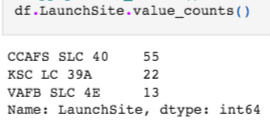 df.LaunchSite.value_counts()
CCAFS SLC 40 55
KSC LC 39A 22
VAFB SLC 4E 13
Name: LaunchSite, dtype: int64